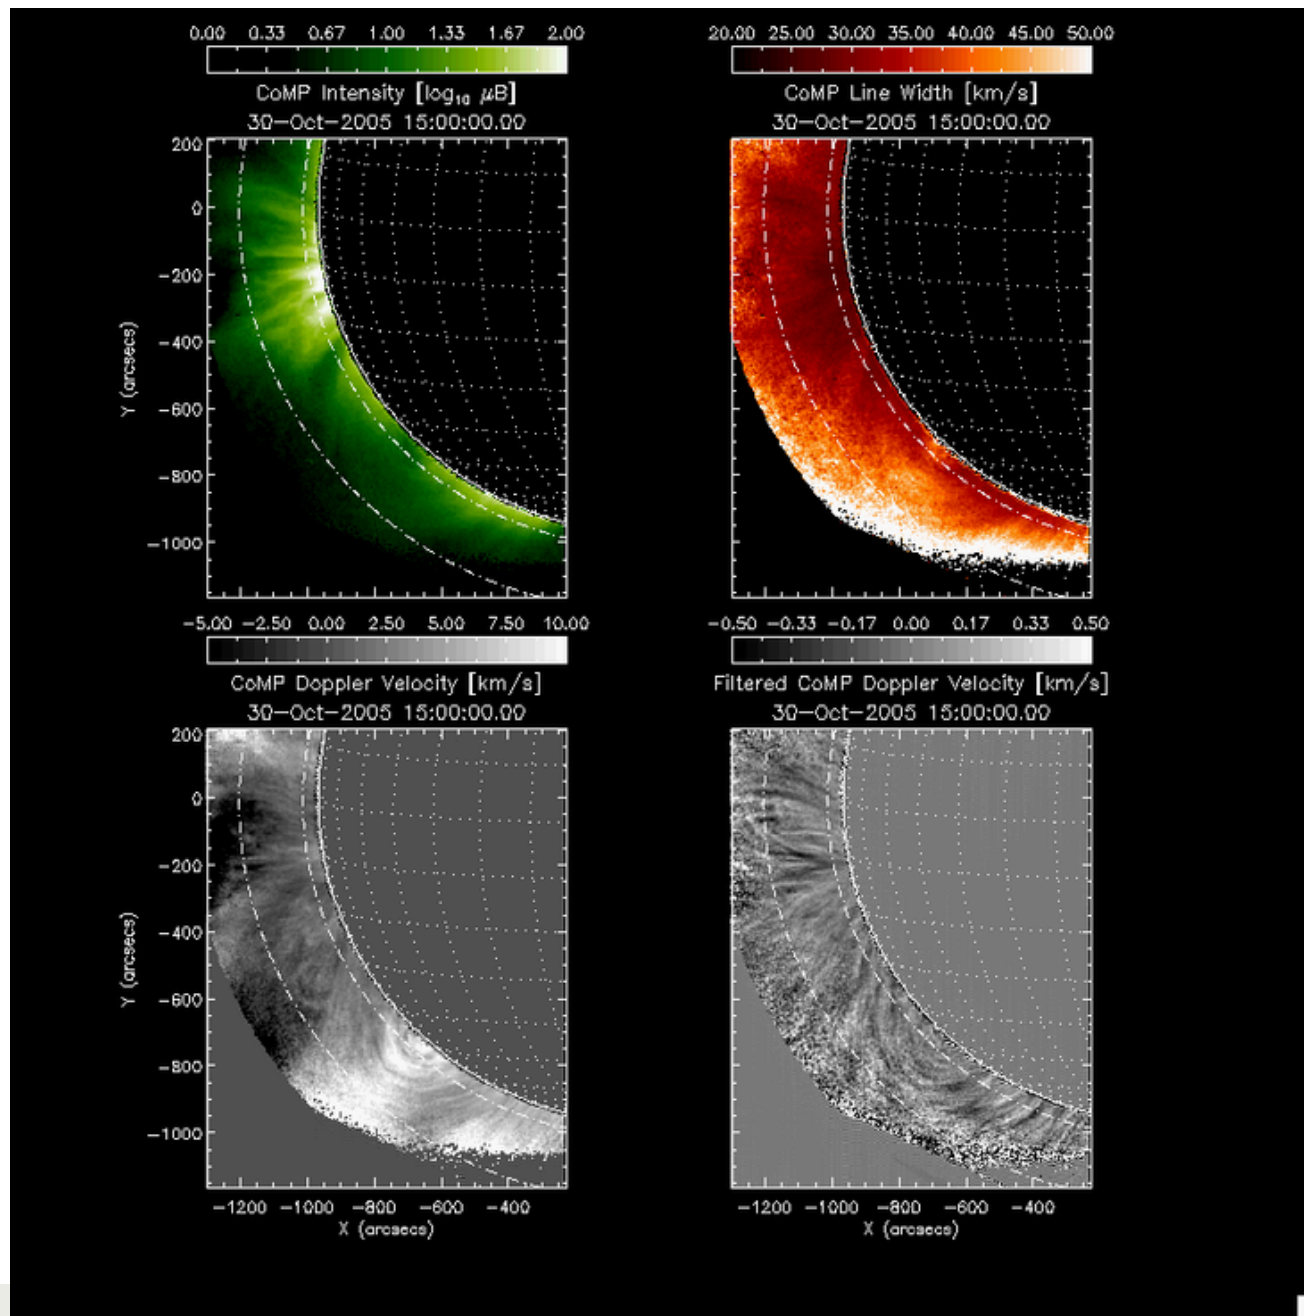 0.00 0.33 0.67 1.00 1.33 1.67 2.00
CoMP Intensity [log₁₀ μB]
30-Oct-2005 15:00:00.00
200
0
-200
-400
-600
-800
-1000
Y (arcsecs)
20.00 25.00 30.00 35.00 40.00 45.00 50.00
CoMP Line Width [km/s]
30-Oct-2005 15:00:00.00
-5.00 -2.50 0.00 2.50 5.00 7.50 10.00
CoMP Doppler Velocity [km/s]
30-Oct-2005 15:00:00.00
200
0
-200
-400
-600
-800
-1000
Y (arcsecs)
-1200 -1000 -800 -600 -400
X (arcsecs)
-0.50 -0.33 -0.17 0.00 0.17 0.33 0.50
Filtered CoMP Doppler Velocity [km/s]
30-Oct-2005 15:00:00.00
-1200 -1000 -800 -600 -400
X (arcsecs)